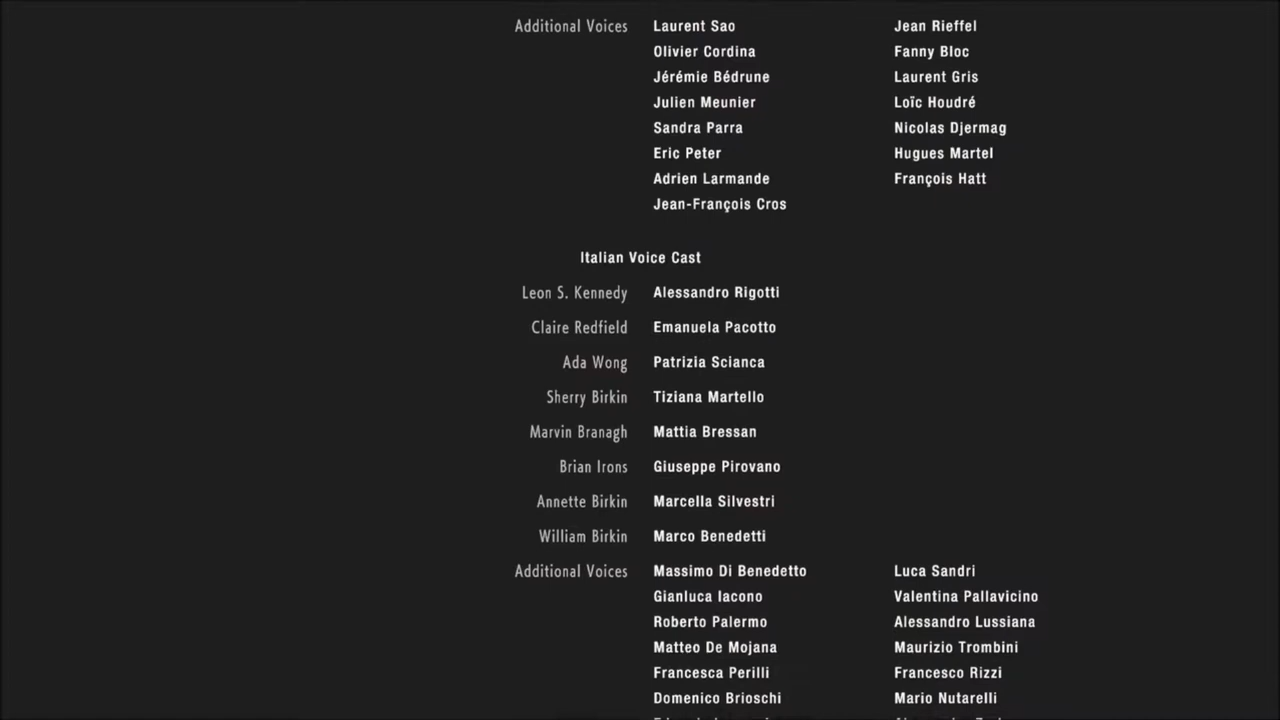 Additional Voices Laurent Sao Jean Rieffel
Olivier Cordina Fanny Bloc
Jérémie Bédrune Laurent Gris
Julien Meunier Loïc Houdré
Sandra Parra Nicolas Djermag
Eric Peter Hugues Martel
Adrien Larmande François Hatt
Jean-François Cros
Italian Voice Cast
Leon S. Kennedy Alessandro Rigotti
Claire Redfield Emanuela Pacotto
Ada Wong Patrizia Scianca
Sherry Birkin Tiziana Martello
Marvin Branagh Mattia Bressan
Brian Irons Giuseppe Pirovano
Annette Birkin Marcella Silvestri
William Birkin Marco Benedetti
Additional Voices Massimo Di Benedetto Luca Sandri
Gianluca Iacono Valentina Pallavicino
Roberto Palermo Alessandro Lussiana
Matteo De Mojana Maurizio Trombini
Francesca Perilli Francesco Rizzi
Domenico Brioschi Mario Nutarelli